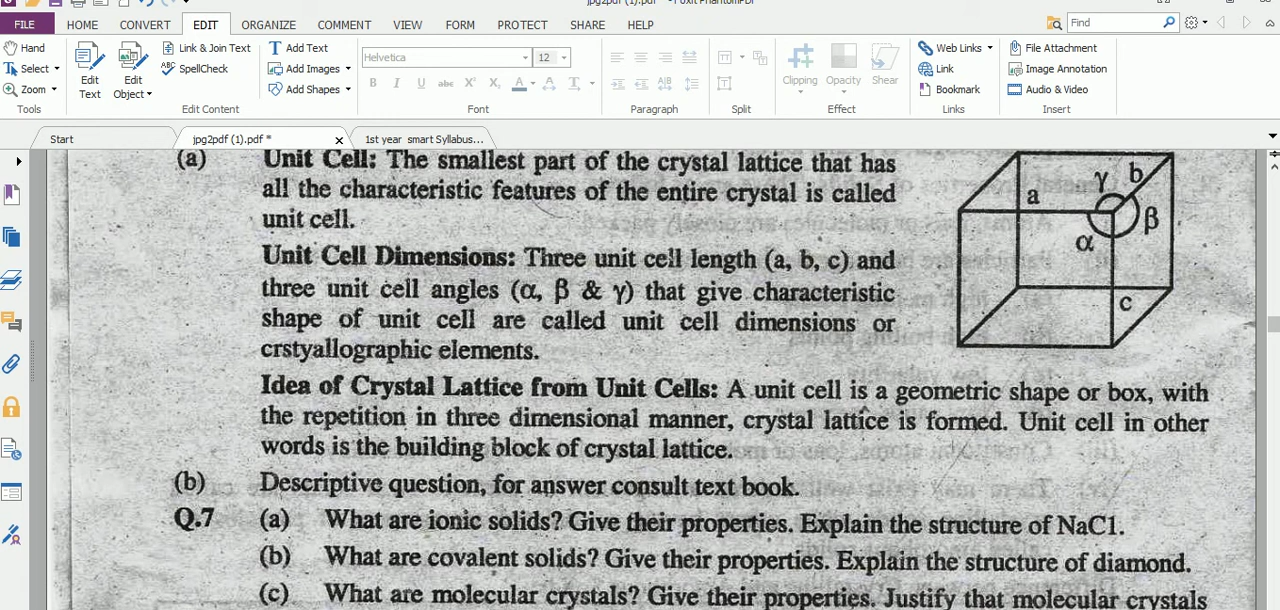 jpg2pdf (1).pdf * - Foxit PhantomPDF
FILE HOME CONVERT EDIT ORGANIZE COMMENT VIEW FORM PROTECT SHARE HELP
Find
Hand
Select
Zoom
Tools
Edit Text
Edit Object
Link & Join Text
SpellCheck
Edit Content
Add Text
Add Images
Add Shapes
Helvetica 12
B I U abc X² X₂ A A T
Font
Paragraph
Split
Clipping Opacity Shear
Effect
Web Links
Link
Bookmark
Links
File Attachment
Image Annotation
Audio & Video
Insert
Start jpg2pdf (1).pdf * 1st year smart Syllabus...
(a) Unit Cell: The smallest part of the crystal lattice that has
all the characteristic features of the entire crystal is called
unit cell.
Unit Cell Dimensions: Three unit cell length (a, b, c) and
three unit cell angles (α, β & γ) that give characteristic
shape of unit cell are called unit cell dimensions or
crstyallographic elements.
a γ b
α β
c
Idea of Crystal Lattice from Unit Cells: A unit cell is a geometric shape or box, with
the repetition in three dimensional manner, crystal lattice is formed. Unit cell in other
words is the building block of crystal lattice.
(b) Descriptive question, for answer consult text book.
Q.7 (a) What are ionic solids? Give their properties. Explain the structure of NaC1.
(b) What are covalent solids? Give their properties. Explain the structure of diamond.
(c) What are molecular crystals? Give their properties. Justify that molecular crystals